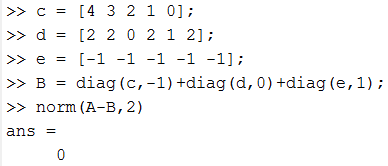 >> c = [4 3 2 1 0];
>> d = [2 2 0 2 1 2];
>> e = [-1 -1 -1 -1 -1];
>> B = diag(c,-1)+diag(d,0)+diag(e,1);
>> norm(A-B,2)
ans =
0